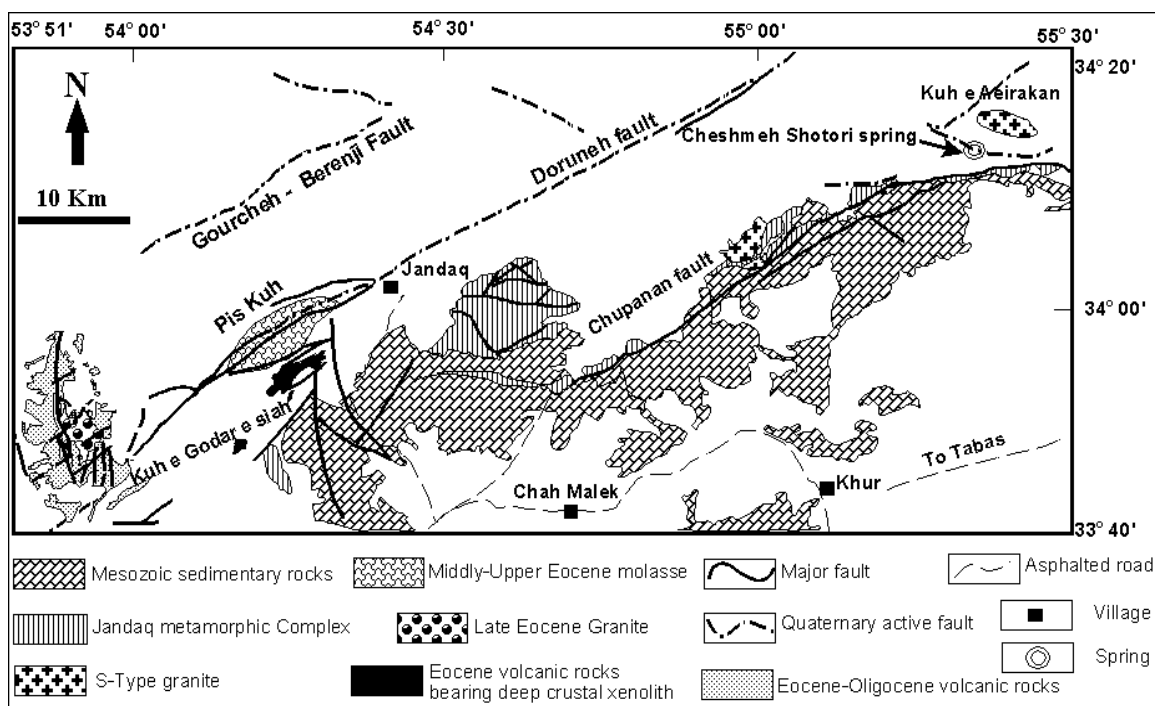 53° 51'
54° 00'
54° 30'
55° 00'
55° 30'
34° 20'
N
10 Km
Kuh e Aeirakan
Cheshmeh Shotori spring
Gourcheh - Berenji Fault
Doruneh fault
Jandaq
Pis Kuh
Chupanan fault
34° 00'
Kuh e Godar e siah
To Tabas
Chah Malek
Khur
33° 40'
Mesozoic sedimentary rocks
Middly-Upper Eocene molasse
Major fault
Asphalted road
Jandaq metamorphic Complex
Late Eocene Granite
Quaternary active fault
Village
S-Type granite
Eocene volcanic rocks
bearing deep crustal xenolith
Eocene-Oligocene volcanic rocks
Spring